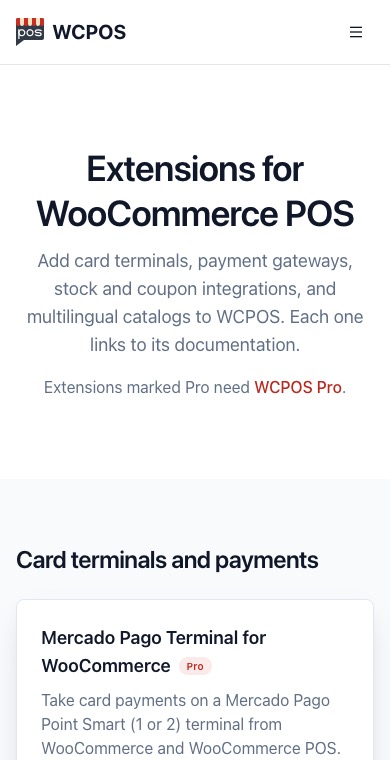 pos WCPOS
Extensions for
WooCommerce POS
Add card terminals, payment gateways,
stock and coupon integrations, and
multilingual catalogs to WCPOS. Each one
links to its documentation.
Extensions marked Pro need WCPOS Pro.
Card terminals and payments
Mercado Pago Terminal for
WooCommerce Pro
Take card payments on a Mercado Pago
Point Smart (1 or 2) terminal from
WooCommerce and WooCommerce POS.